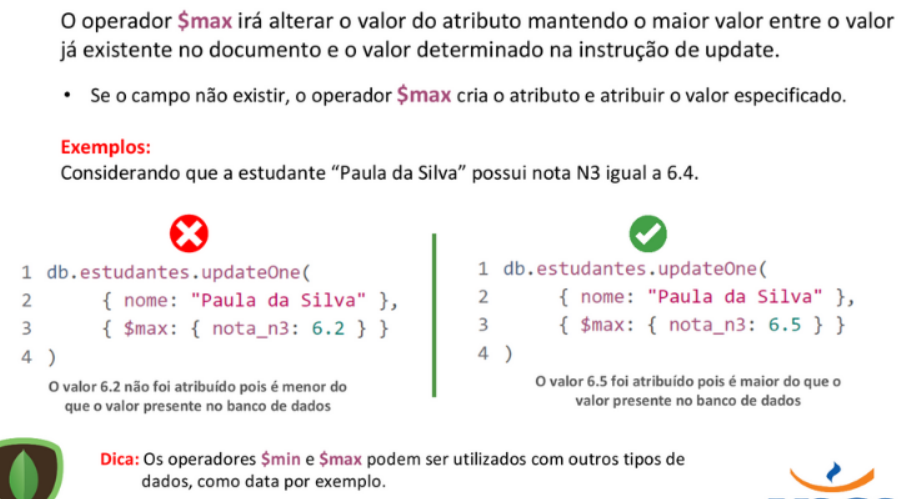 O operador $max irá alterar o valor do atributo mantendo o maior valor entre o valor
já existente no documento e o valor determinado na instrução de update.
• Se o campo não existir, o operador $max cria o atributo e atribuir o valor especificado.
Exemplos:
Considerando que a estudante “Paula da Silva” possui nota N3 igual a 6.4.
1 db.estudantes.updateOne(
2 { nome: "Paula da Silva" },
3 { $max: { nota_n3: 6.2 } }
4 )
O valor 6.2 não foi atribuído pois é menor do
que o valor presente no banco de dados
1 db.estudantes.updateOne(
2 { nome: "Paula da Silva" },
3 { $max: { nota_n3: 6.5 } }
4 )
O valor 6.5 foi atribuído pois é maior do que o
valor presente no banco de dados
Dica: Os operadores $min e $max podem ser utilizados com outros tipos de
dados, como data por exemplo.